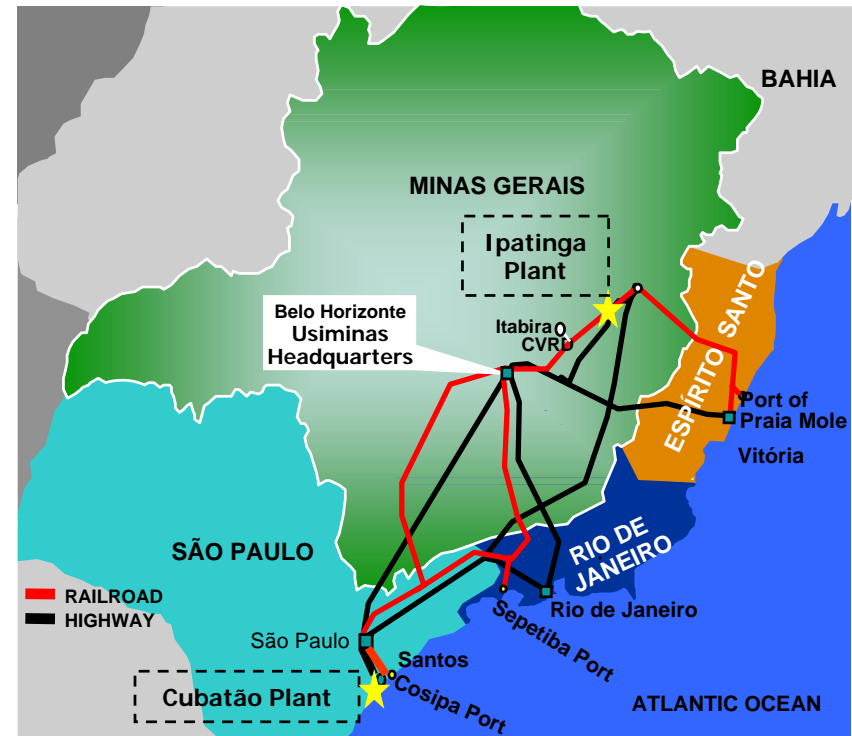 BAHIA
MINAS GERAIS
Ipatinga
Plant
Belo Horizonte
Usiminas
Headquarters
Itabira
CVRD
ESPÍRITO SANTO
Port of
Praia Mole
Vitória
SÃO PAULO
RIO DE
JANEIRO
RAILROAD
HIGHWAY
Rio de Janeiro
Sepetiba Port
São Paulo
Santos
Cosipa Port
Cubatão Plant
ATLANTIC OCEAN